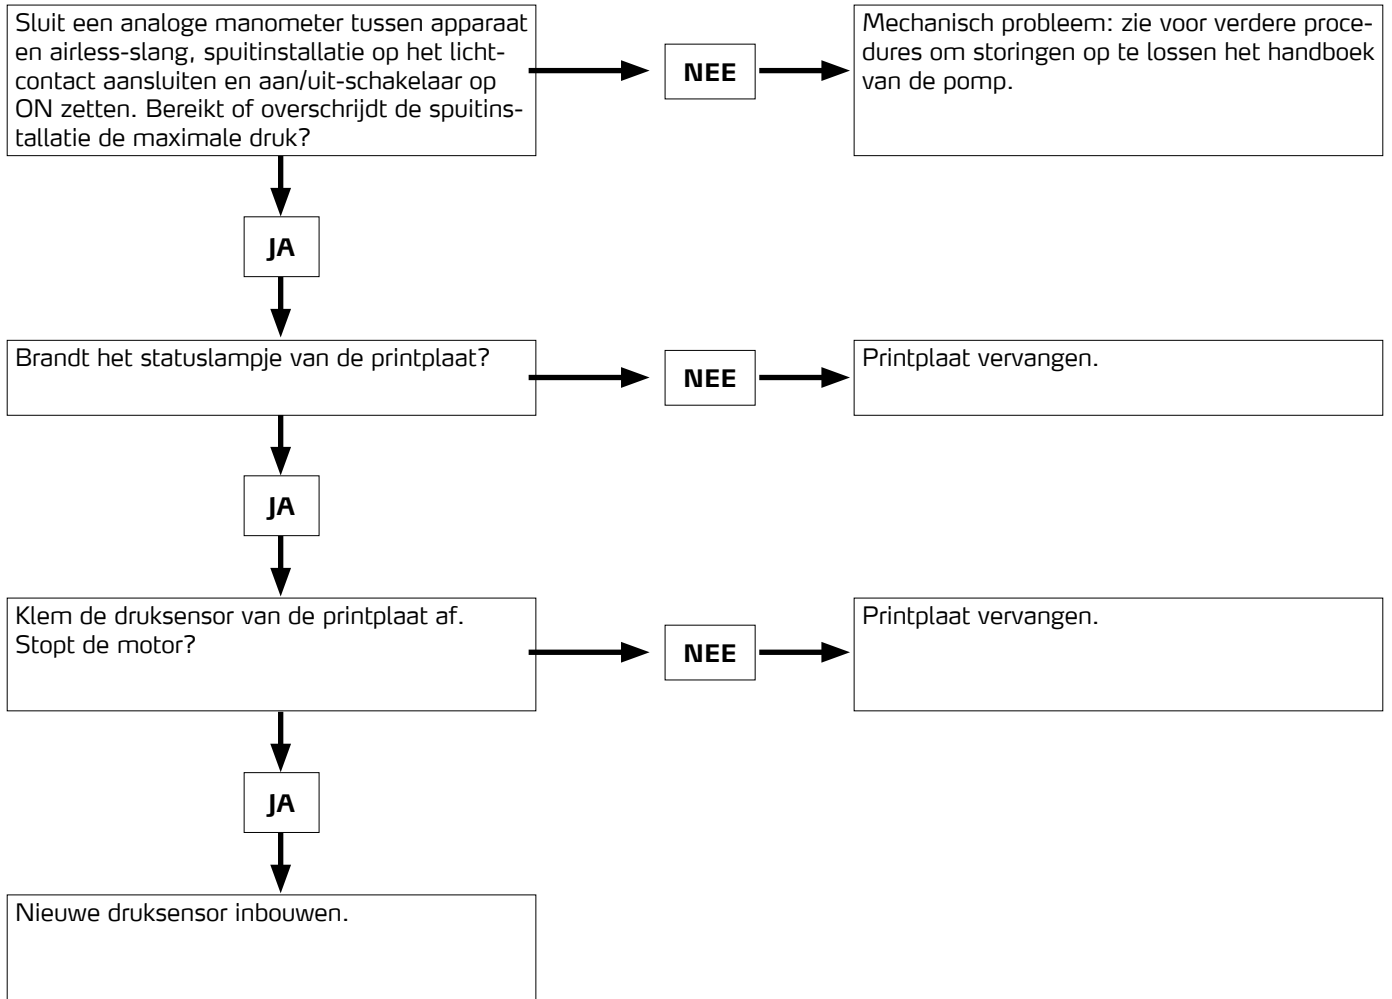 Sluit een analoge manometer tussen apparaat
en airless-slang, spuitinstallatie op het licht-
contact aansluiten en aan/uit-schakelaar op
ON zetten. Bereikt of overschrijdt de spuitins-
tallatie de maximale druk?
NEE
Mechanisch probleem: zie voor verdere proce-
dures om storingen op te lossen het handboek
van de pomp.
JA
Brandt het statuslampje van de printplaat?
NEE
Printplaat vervangen.
JA
Klem de druksensor van de printplaat af.
Stopt de motor?
NEE
Printplaat vervangen.
JA
Nieuwe druksensor inbouwen.